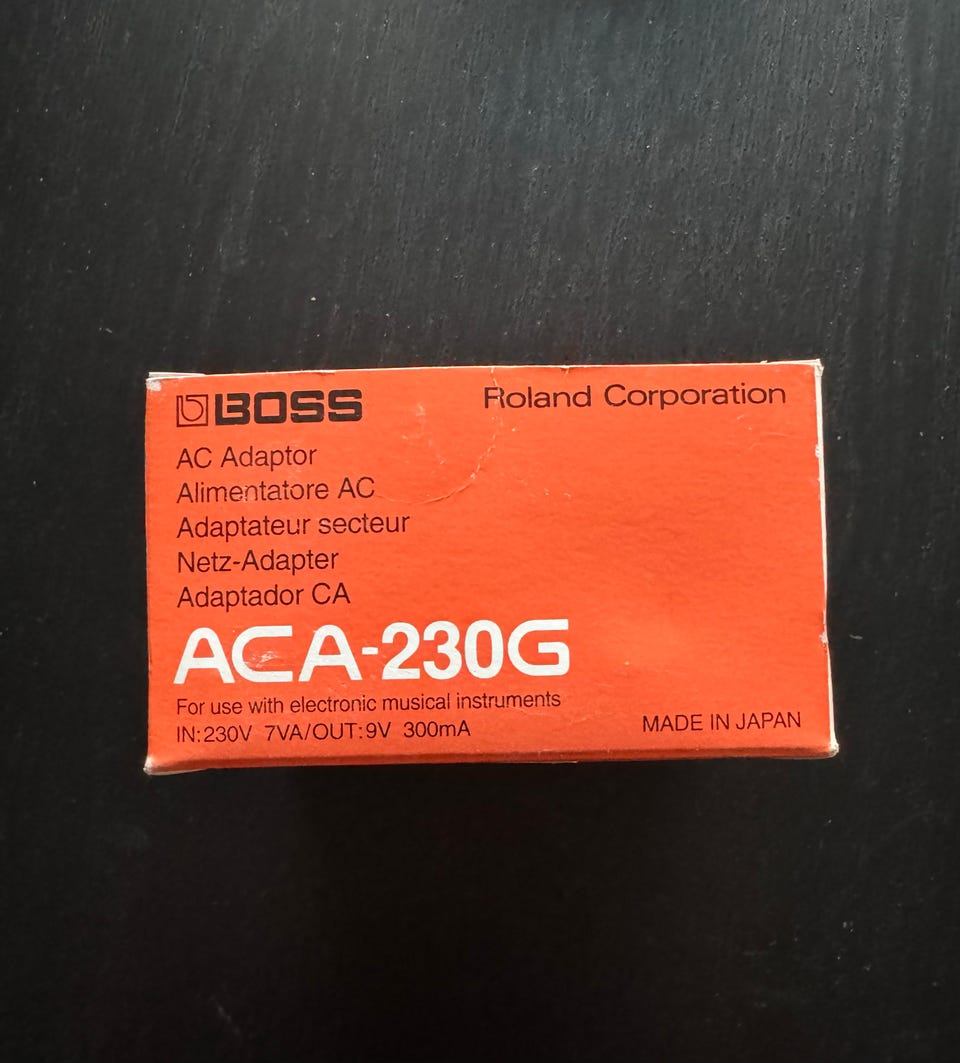 BOSS
Roland Corporation
AC Adaptor
Alimentatore AC
Adaptateur secteur
Netz-Adapter
Adaptador CA
ACA-230G
For use with electronic musical instruments
IN:230V 7VA/OUT:9V 300mA
MADE IN JAPAN